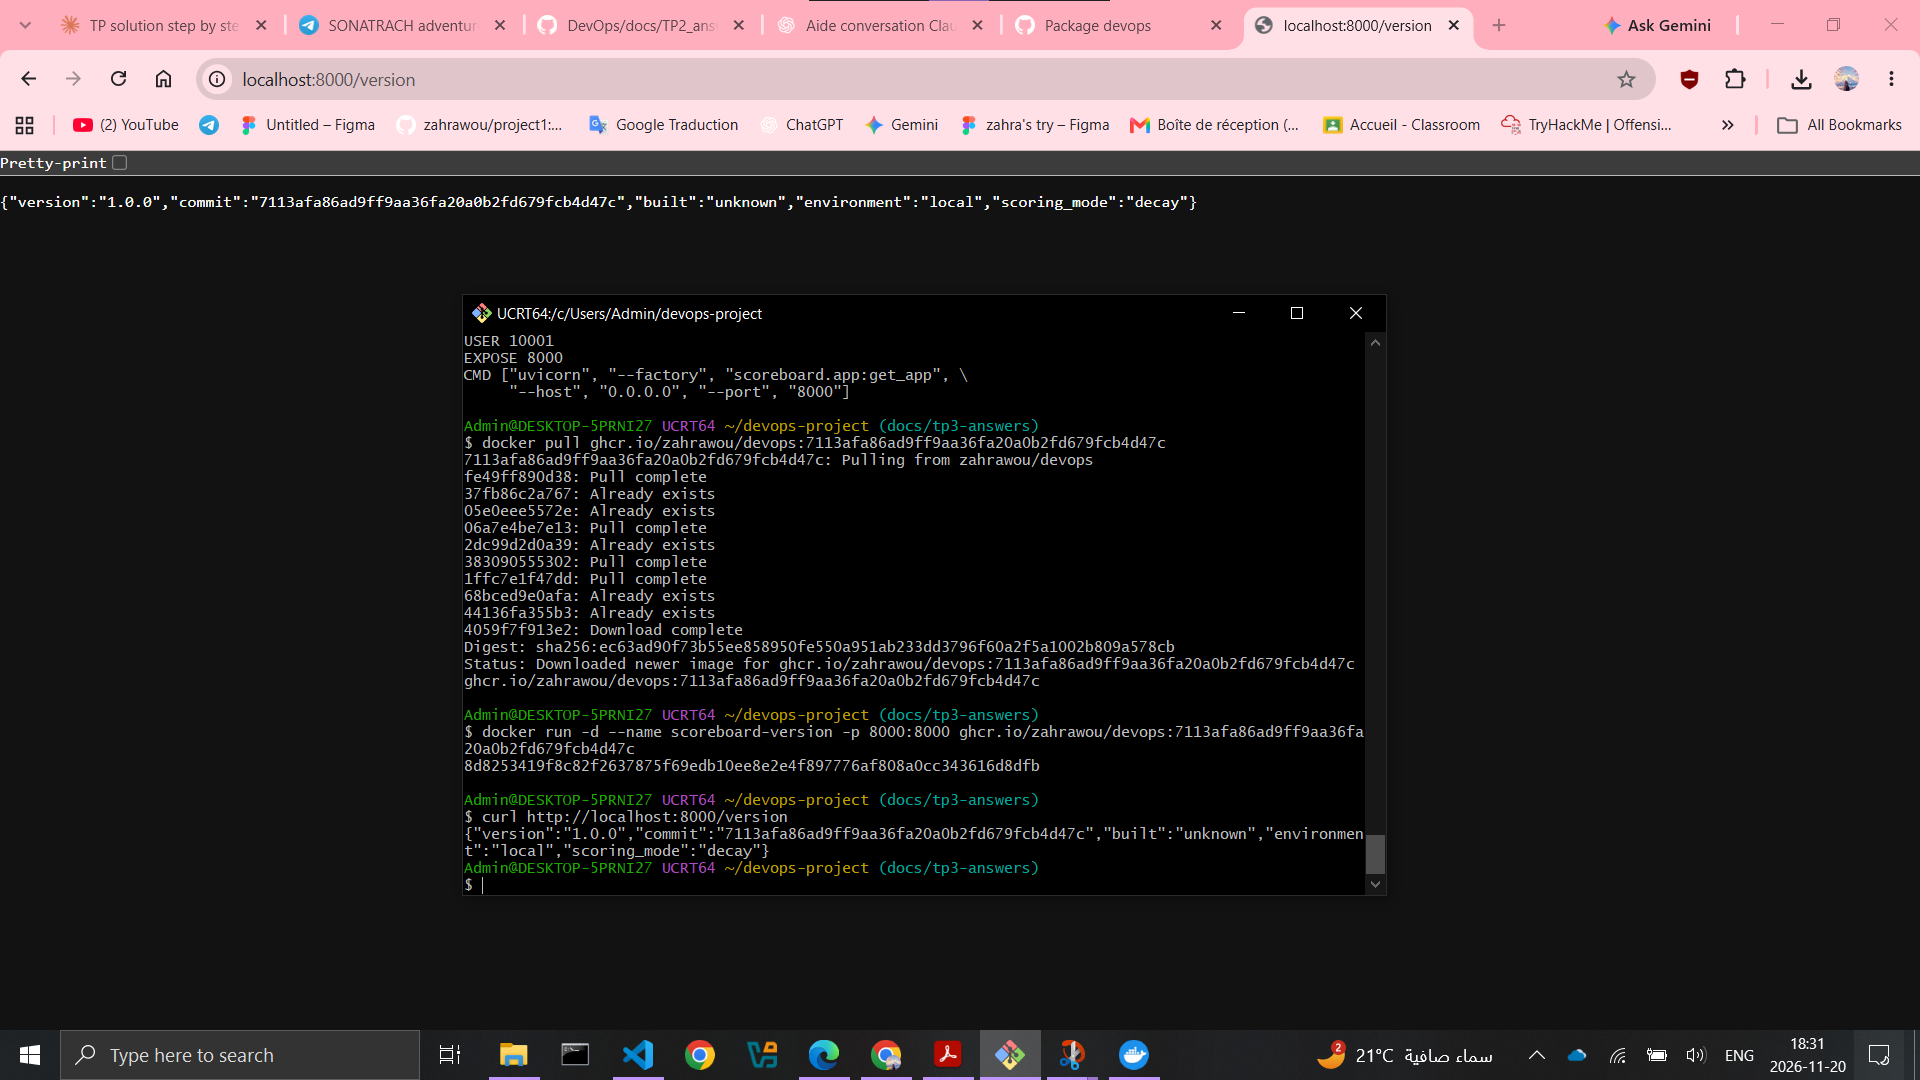 TP solution step by ste
SONATRACH adventur
DevOps/docs/TP2_ans
Aide conversation Clau
Package devops
localhost:8000/version
Ask Gemini
localhost:8000/version
(2) YouTube
Untitled – Figma
zahrawou/project1:...
Google Traduction
ChatGPT
Gemini
zahra's try – Figma
Boîte de réception (...
Accueil - Classroom
TryHackMe | Offensi...
All Bookmarks
Pretty-print
{"version":"1.0.0","commit":"7113afa86ad9ff9aa36fa20a0b2fd679fcb4d47c","built":"unknown","environment":"local","scoring_mode":"decay"}
UCRT64:/c/Users/Admin/devops-project
USER 10001
EXPOSE 8000
CMD ["uvicorn", "--factory", "scoreboard.app:get_app", \
"--host", "0.0.0.0", "--port", "8000"]
Admin@DESKTOP-5PRNI27 UCRT64 ~/devops-project (docs/tp3-answers)
$ docker pull ghcr.io/zahrawou/devops:7113afa86ad9ff9aa36fa20a0b2fd679fcb4d47c
7113afa86ad9ff9aa36fa20a0b2fd679fcb4d47c: Pulling from zahrawou/devops
fe49ff890d38: Pull complete
37fb86c2a767: Already exists
05e0eee5572e: Already exists
06a7e4be7e13: Pull complete
2dc99d2d0a39: Already exists
383090555302: Pull complete
1ffc7e1f47dd: Pull complete
68bced9e0afa: Already exists
44136fa355b3: Already exists
4059f7f913e2: Download complete
Digest: sha256:ec63ad90f73b55ee858950fe550a951ab233dd3796f60a2f5a1002b809a578cb
Status: Downloaded newer image for ghcr.io/zahrawou/devops:7113afa86ad9ff9aa36fa20a0b2fd679fcb4d47c
ghcr.io/zahrawou/devops:7113afa86ad9ff9aa36fa20a0b2fd679fcb4d47c
Admin@DESKTOP-5PRNI27 UCRT64 ~/devops-project (docs/tp3-answers)
$ docker run -d --name scoreboard-version -p 8000:8000 ghcr.io/zahrawou/devops:7113afa86ad9ff9aa36fa
20a0b2fd679fcb4d47c
8d8253419f8c82f2637875f69edb10ee8e2e4f897776af808a0cc343616d8dfb
Admin@DESKTOP-5PRNI27 UCRT64 ~/devops-project (docs/tp3-answers)
$ curl http://localhost:8000/version
{"version":"1.0.0","commit":"7113afa86ad9ff9aa36fa20a0b2fd679fcb4d47c","built":"unknown","environmen
t":"local","scoring_mode":"decay"}
Admin@DESKTOP-5PRNI27 UCRT64 ~/devops-project (docs/tp3-answers)
$
Type here to search
2
21°C سماء صافية
ENG
18:31
2026-11-20